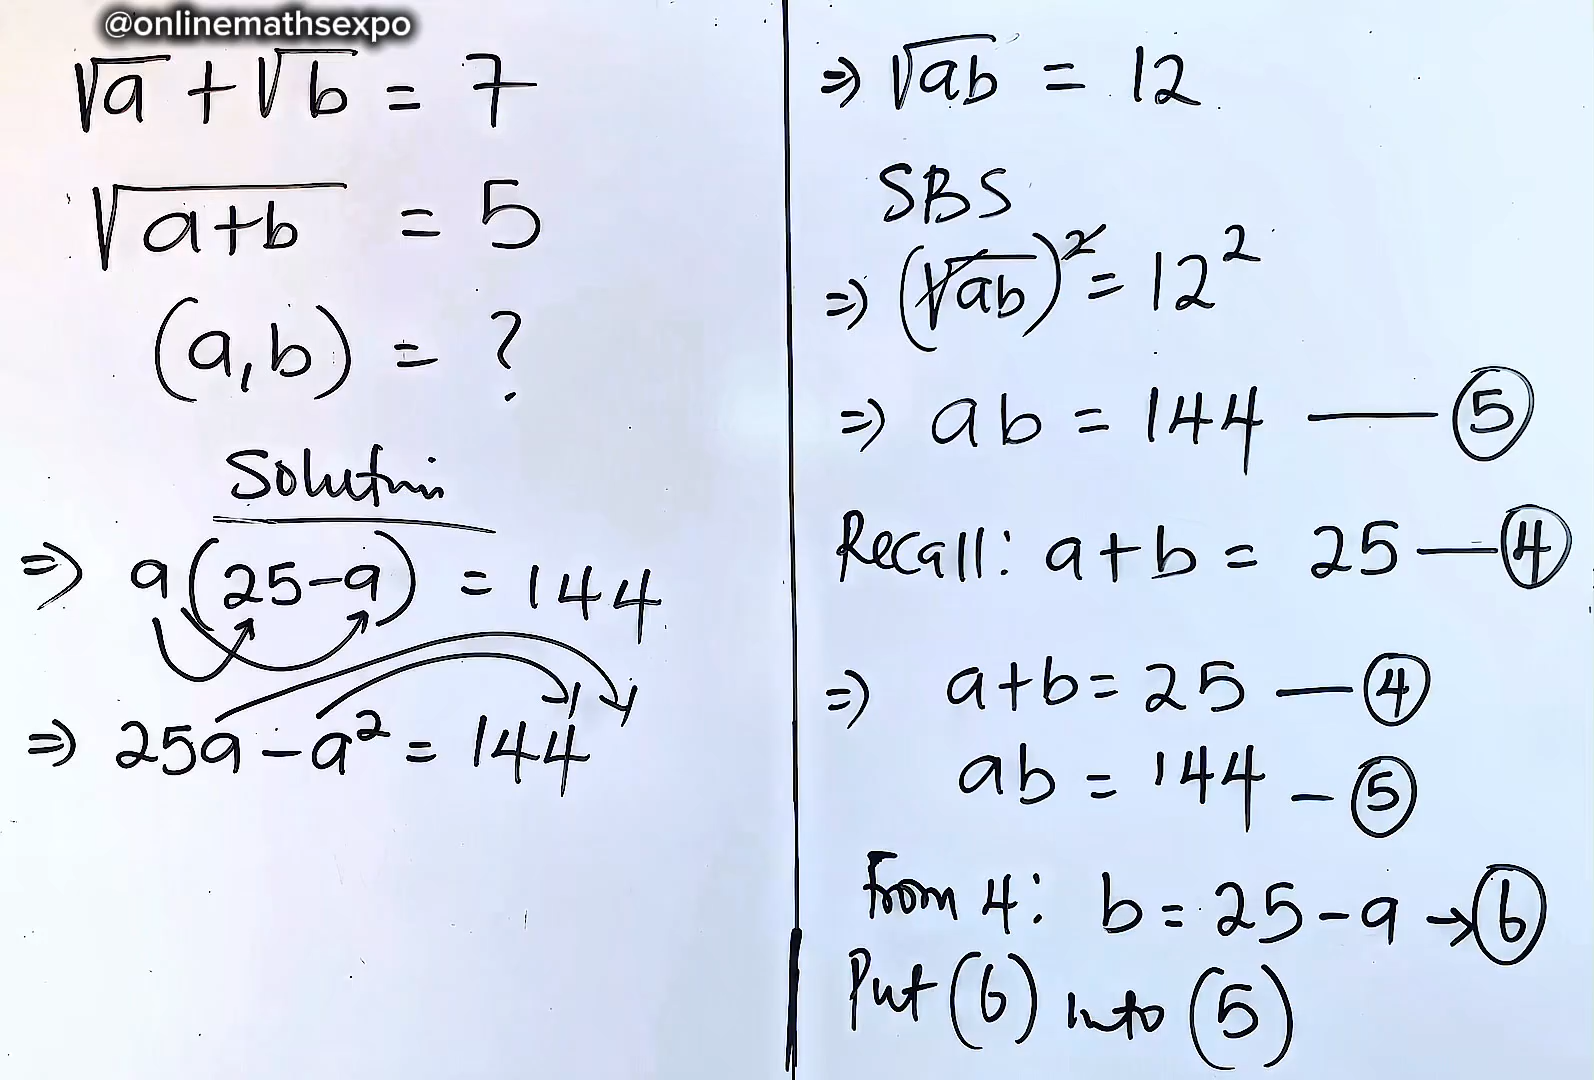 @onlinemathsexpo
√a + √b = 7
√(a+b) = 5
(a,b) = ?
Solution
⇒ a(25-a) = 144
⇒ 25a - a² = 144
⇒ √ab = 12
SBS
⇒ (√ab)² = 12²
⇒ ab = 144 — ⑤
Recall: a+b = 25 — ④
⇒ a+b = 25 — ④
ab = 144 - ⑤
From 4: b = 25 - a → ⑥
Put (6) into (5)